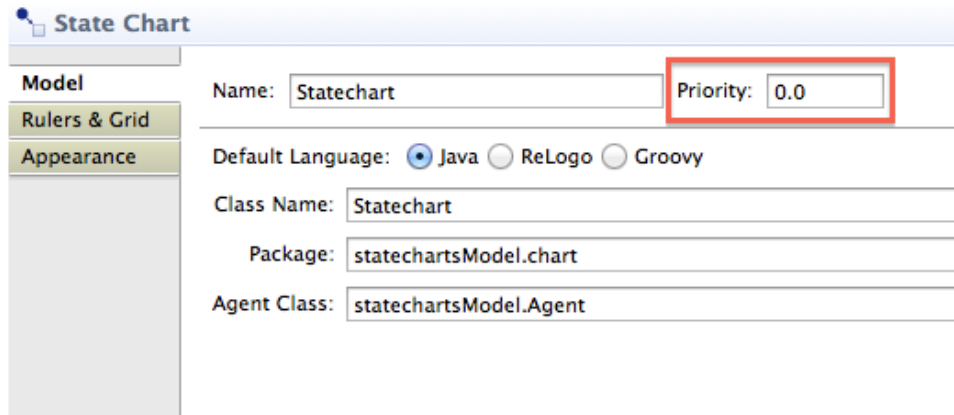 State Chart
Model
Rulers & Grid
Appearance
Name: Statechart Priority: 0.0
Default Language: Java ReLogo Groovy
Class Name: Statechart
Package: statechartsModel.chart
Agent Class: statechartsModel.Agent